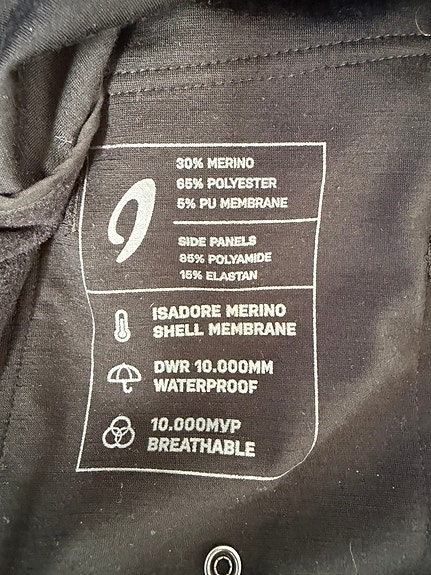 30% MERINO
65% POLYESTER
5% PU MEMBRANE
SIDE PANELS
85% POLYAMIDE
15% ELASTAN
ISADORE MERINO
SHELL MEMBRANE
DWR 10.000MM
WATERPROOF
10.000MVP
BREATHABLE